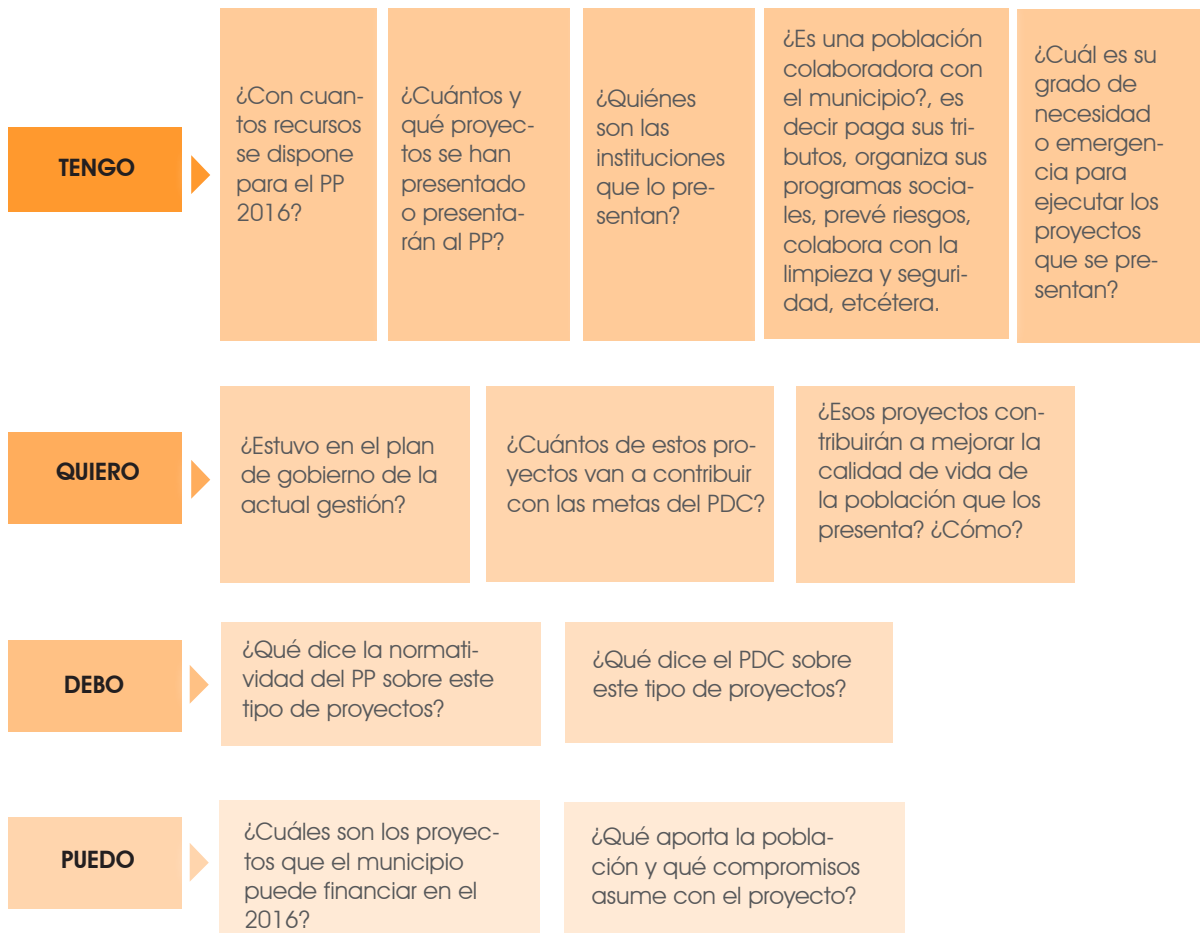 TENGO
¿Con cuan-
tos recursos
se dispone
para el PP
2016?
¿Cuántos y
qué proyec-
tos se han
presentado
o presenta-
rán al PP?
¿Quiénes
son las
instituciones
que lo pre-
sentan?
¿Es una población
colaboradora con
el municipio?, es
decir paga sus tri-
butos, organiza sus
programas socia-
les, prevé riesgos,
colabora con la
limpieza y seguri-
dad, etcétera.
¿Cuál es su
grado de
necesidad
o emergen-
cia para
ejecutar los
proyectos
que se pre-
sentan?
QUIERO
¿Estuvo en el plan
de gobierno de la
actual gestión?
¿Cuántos de estos pro-
yectos van a contribuir
con las metas del PDC?
¿Esos proyectos con-
tribuirán a mejorar la
calidad de vida de
la población que los
presenta? ¿Cómo?
DEBO
¿Qué dice la normati-
vidad del PP sobre este
tipo de proyectos?
¿Qué dice el PDC sobre
este tipo de proyectos?
PUEDO
¿Cuáles son los proyec-
tos que el municipio
puede financiar en el
2016?
¿Qué aporta la pobla-
ción y qué compromisos
asume con el proyecto?